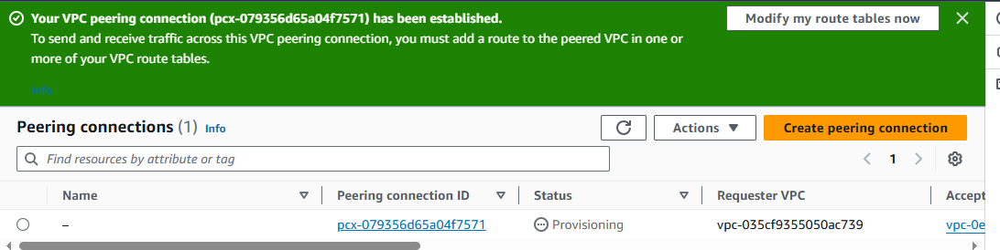 Your VPC peering connection (pcx-079356d65a04f7571) has been established.
Modify my route tables now
To send and receive traffic across this VPC peering connection, you must add a route to the peered VPC in one or
more of your VPC route tables.
Info
Peering connections (1) Info
Actions
Create peering connection
Find resources by attribute or tag
1
Name Peering connection ID Status Requester VPC Accept
– pcx-079356d65a04f7571 Provisioning vpc-035cf9355050ac739 vpc-0e